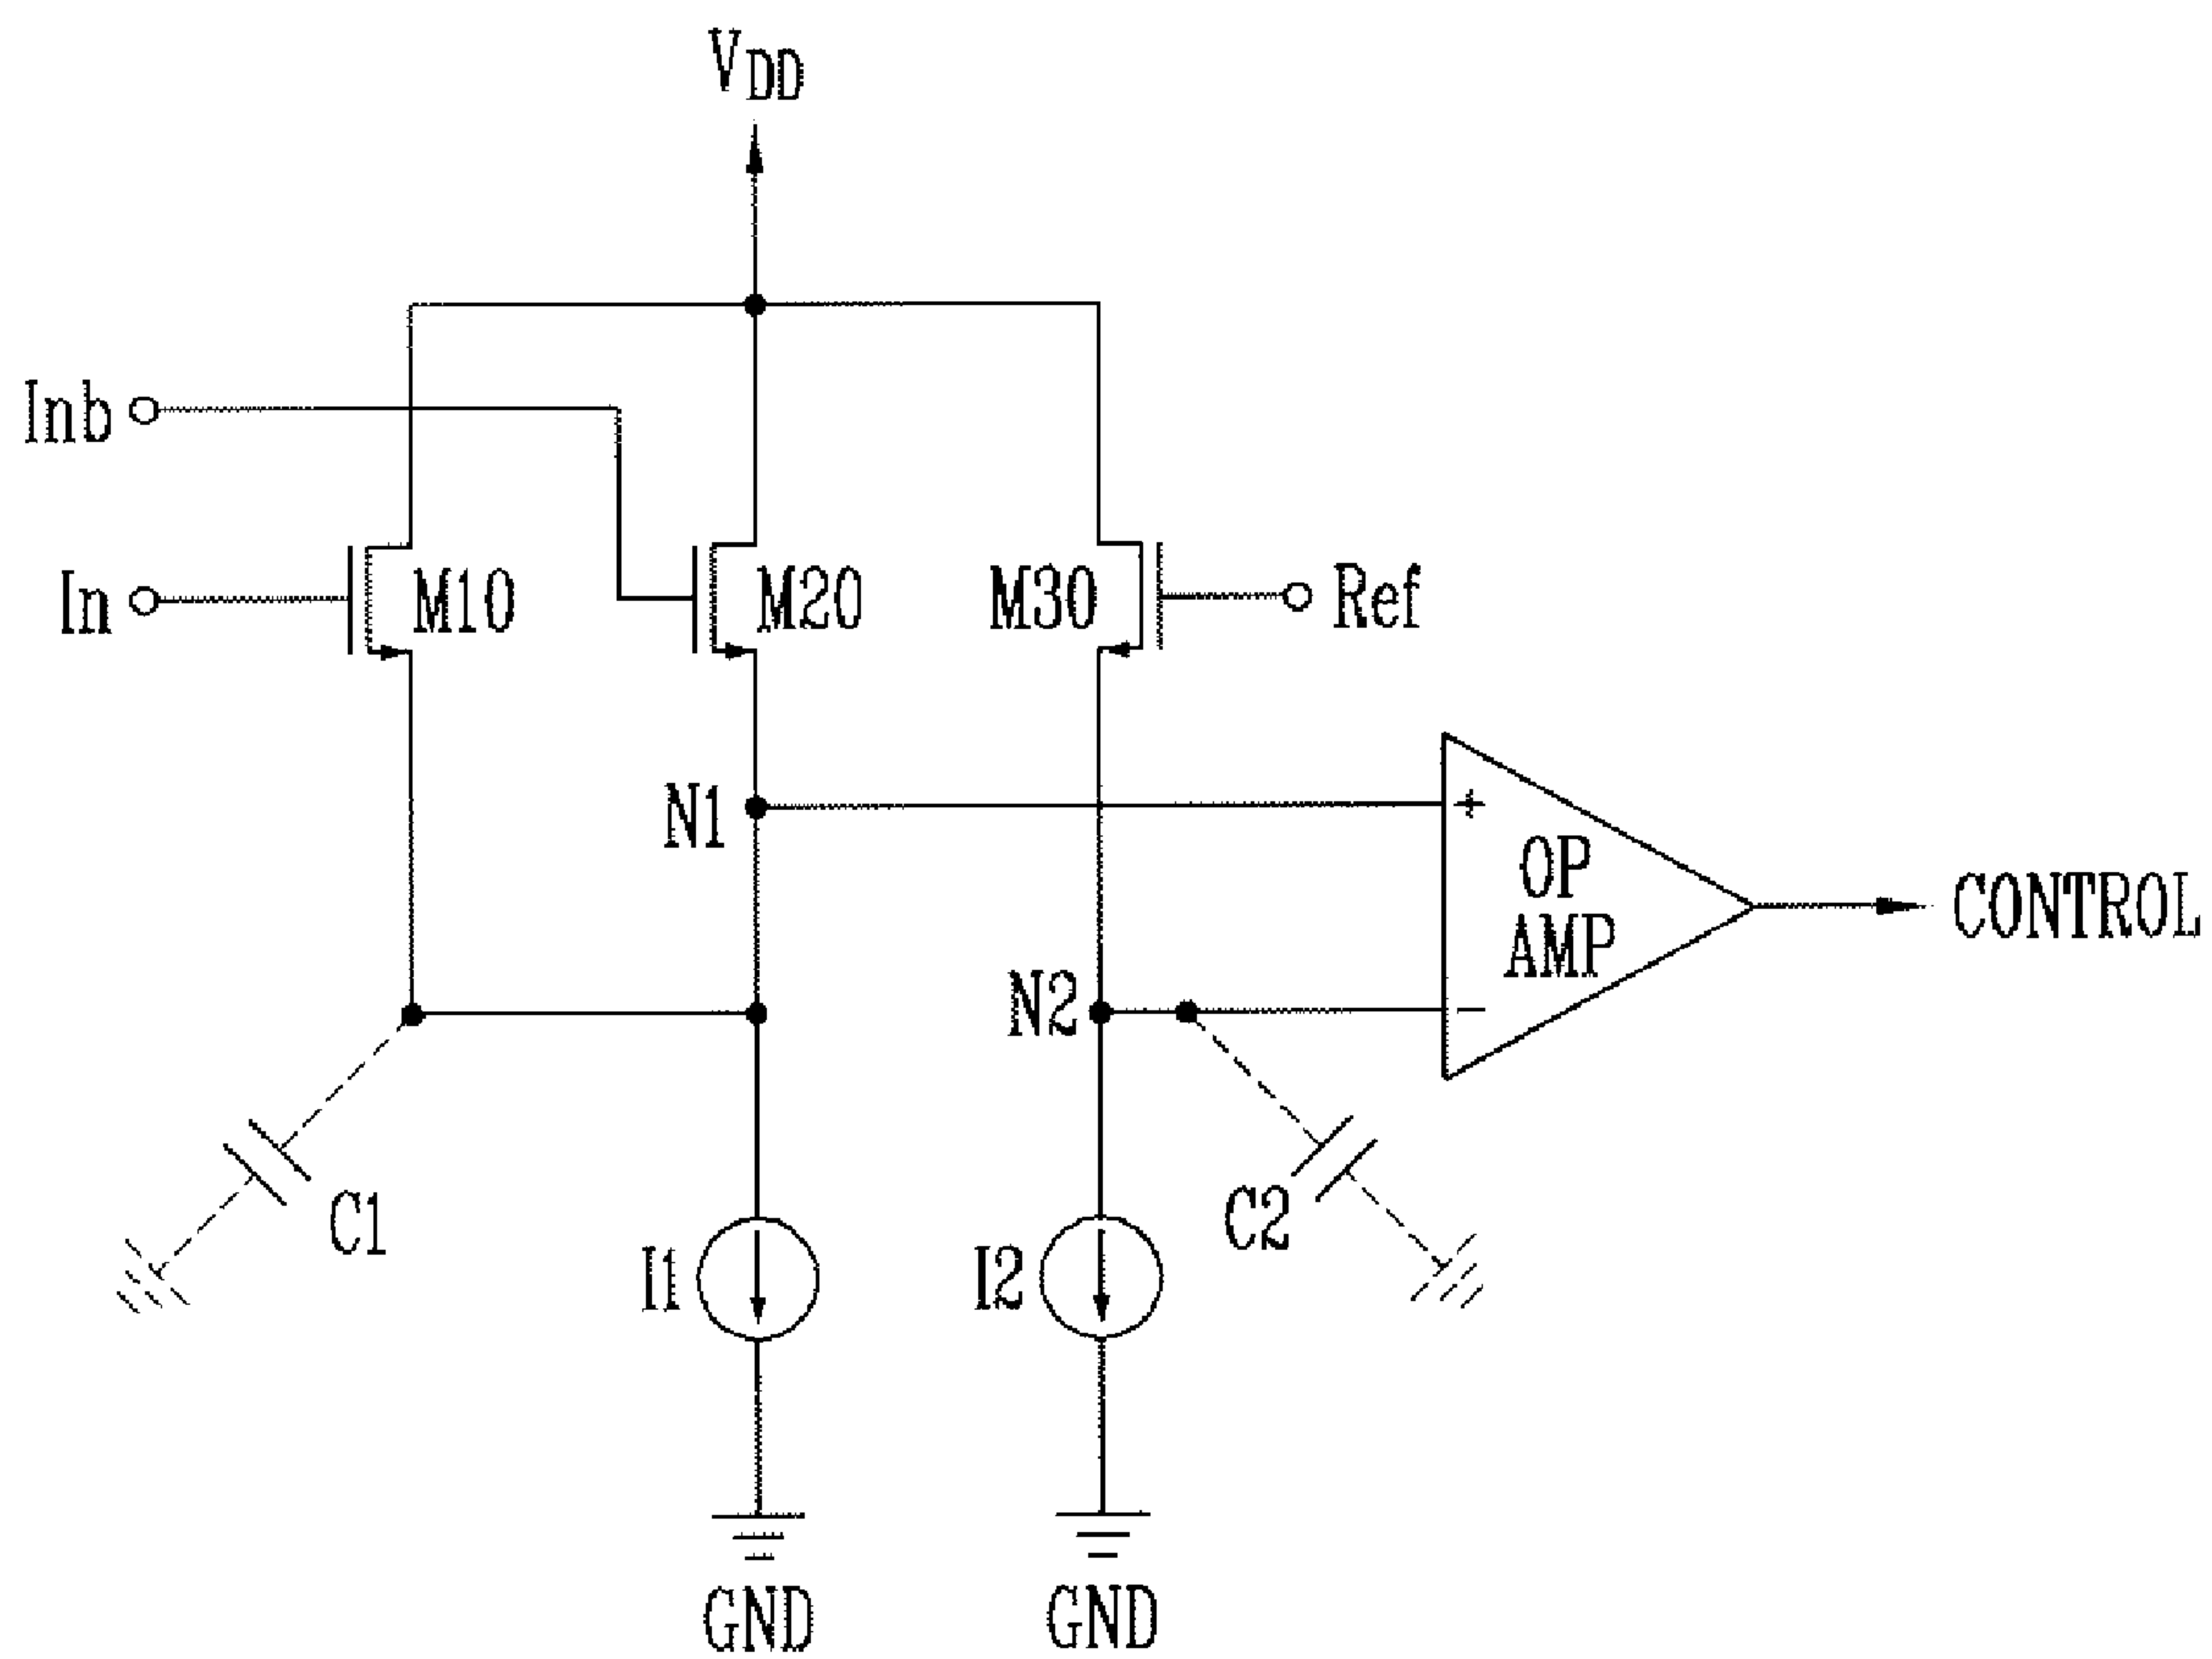 VDD
Inb
In
M10
M20
M30
Ref
N1
+
OP
AMP
CONTROL
N2
−
C1
C2
I1
I2
GND
GND